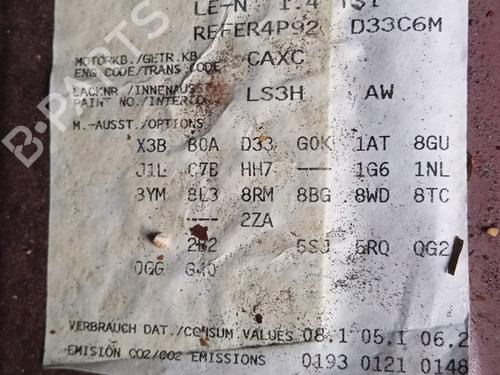 LE-N 1.4 TSI
REFER4P92 D33C6M
MOTORKB./GETR.KB. CAXC
ENG.CODE/TRANS.CODE
LACKNR./INNENAUSST. LS3H AW
PAINT NO./INTERIOR
M.-AUSST./OPTIONS
X3B B0A D33 G0K 1AT 8GU
J1L C7B HH7 --- 1G6 1NL
3YM 8L3 8RM 8BG 8WD 8TC
--- 2ZA
2B2 5SJ 5RQ QG2
0GG G40
VERBRAUCH DAT./CONSUM.VALUES 08.1 05.1 06.2
EMISION CO2/CO2 EMISSIONS 0193 0121 0148
B-PARTS